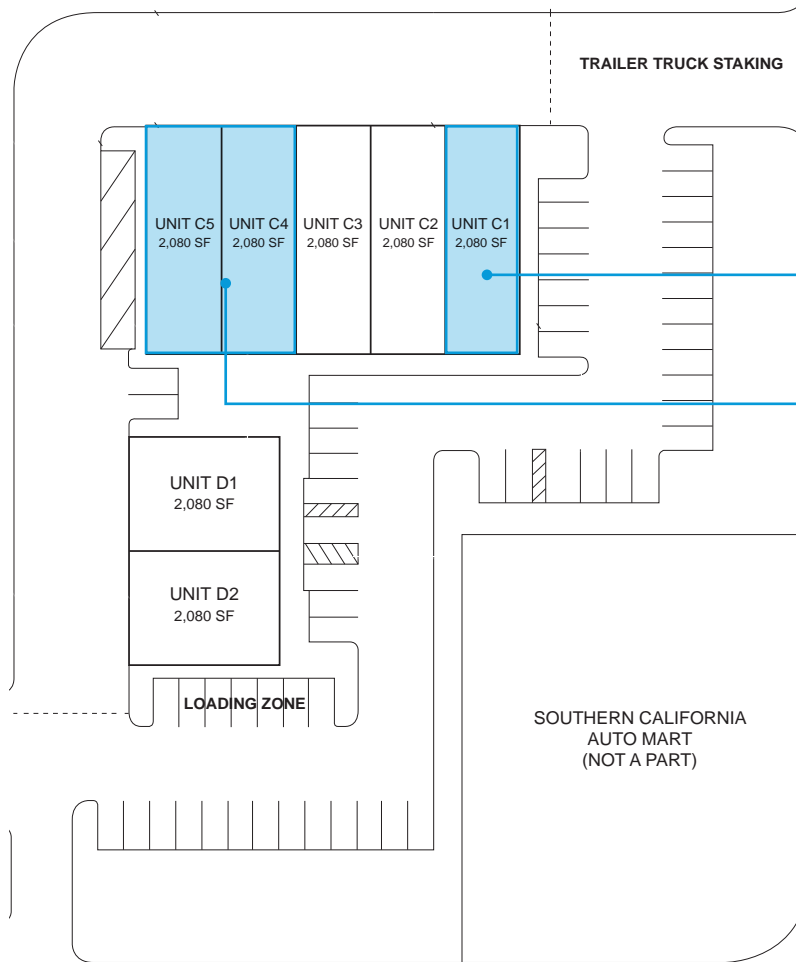 TRAILER TRUCK STAKING
UNIT C5
2,080 SF
UNIT C4
2,080 SF
UNIT C3
2,080 SF
UNIT C2
2,080 SF
UNIT C1
2,080 SF
UNIT D1
2,080 SF
UNIT D2
2,080 SF
LOADING ZONE
SOUTHERN CALIFORNIA
AUTO MART
(NOT A PART)